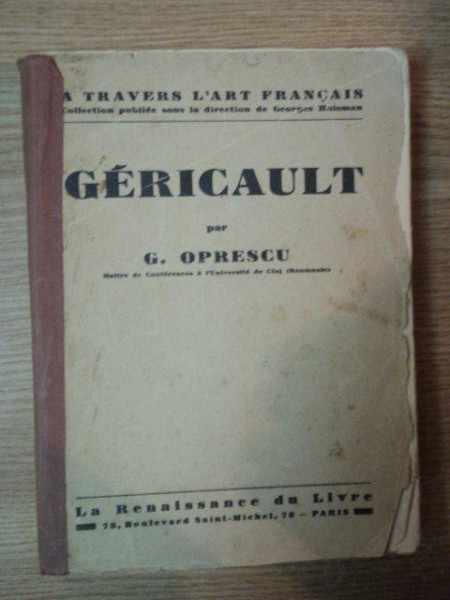 A TRAVERS L'ART FRANÇAIS
Collection publiée sous la direction de Georges Huisman
GÉRICAULT
par
G. OPRESCU
Maître de Conférences à l'Université de Cluj (Roumanie)
La Renaissance du Livre
78, Boulevard Saint-Michel, 78 — PARIS